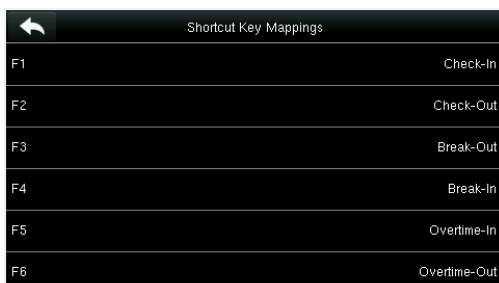 Shortcut Key Mappings
F1 Check-In
F2 Check-Out
F3 Break-Out
F4 Break-In
F5 Overtime-In
F6 Overtime-Out